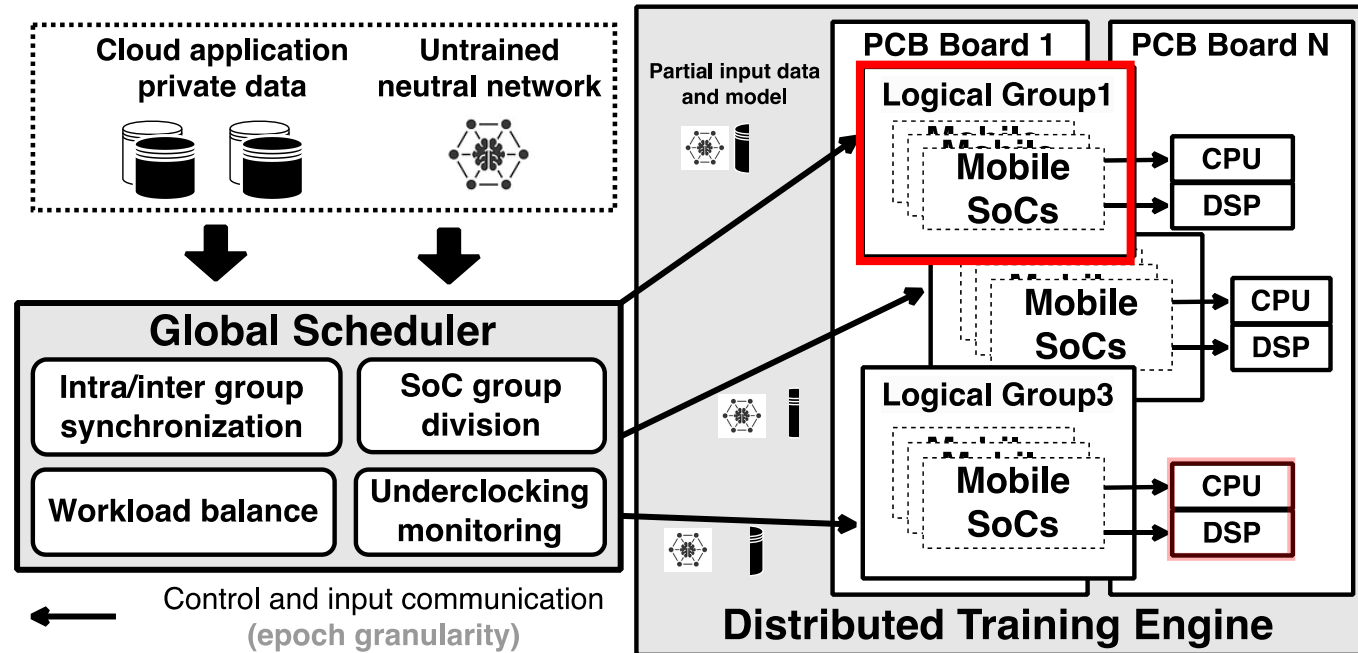 Cloud application
private data
Untrained
neutral network
Global Scheduler
Intra/inter group
synchronization
SoC group
division
Workload balance
Underclocking
monitoring
Control and input communication
(epoch granularity)
Partial input data
and model
PCB Board 1
PCB Board N
Logical Group1
Mobile
SoCs
CPU
DSP
Mobile
SoCs
CPU
DSP
Logical Group3
Mobile
SoCs
CPU
DSP
Distributed Training Engine